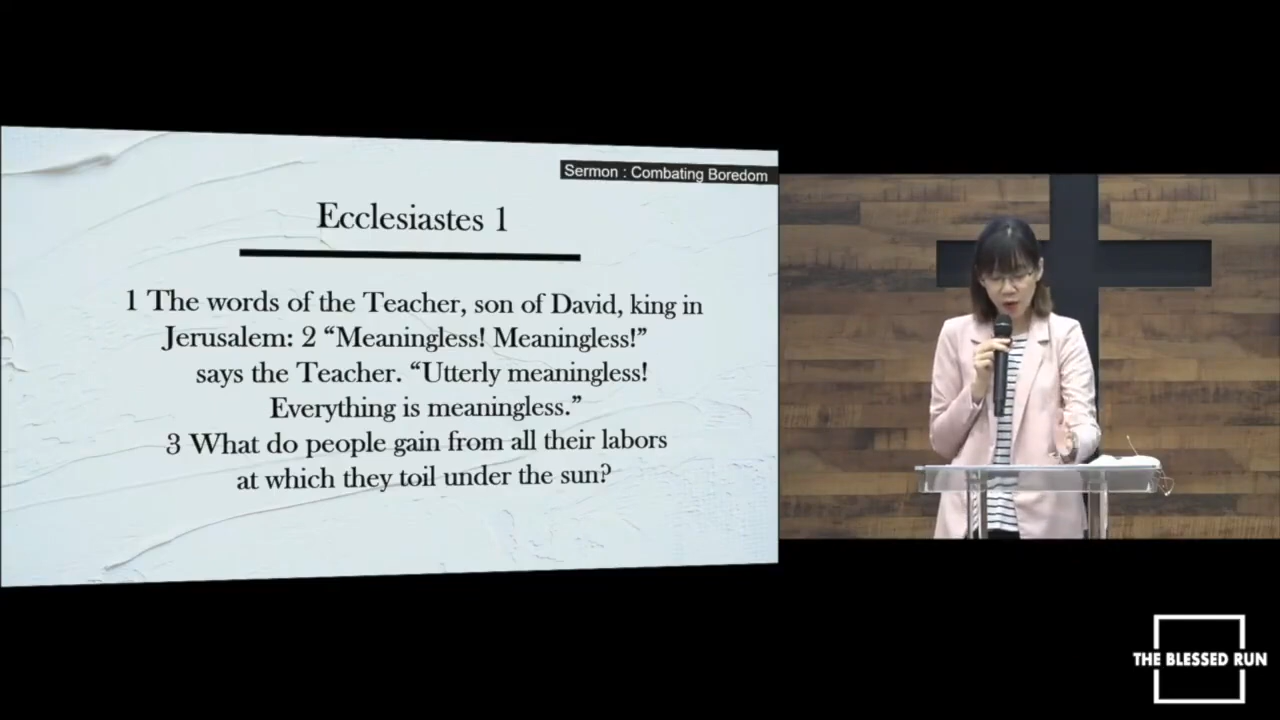 Sermon : Combating Boredom
Ecclesiastes 1
1 The words of the Teacher, son of David, king in
Jerusalem: 2 “Meaningless! Meaningless!”
says the Teacher. “Utterly meaningless!
Everything is meaningless.”
3 What do people gain from all their labors
at which they toil under the sun?
THE BLESSED RUN